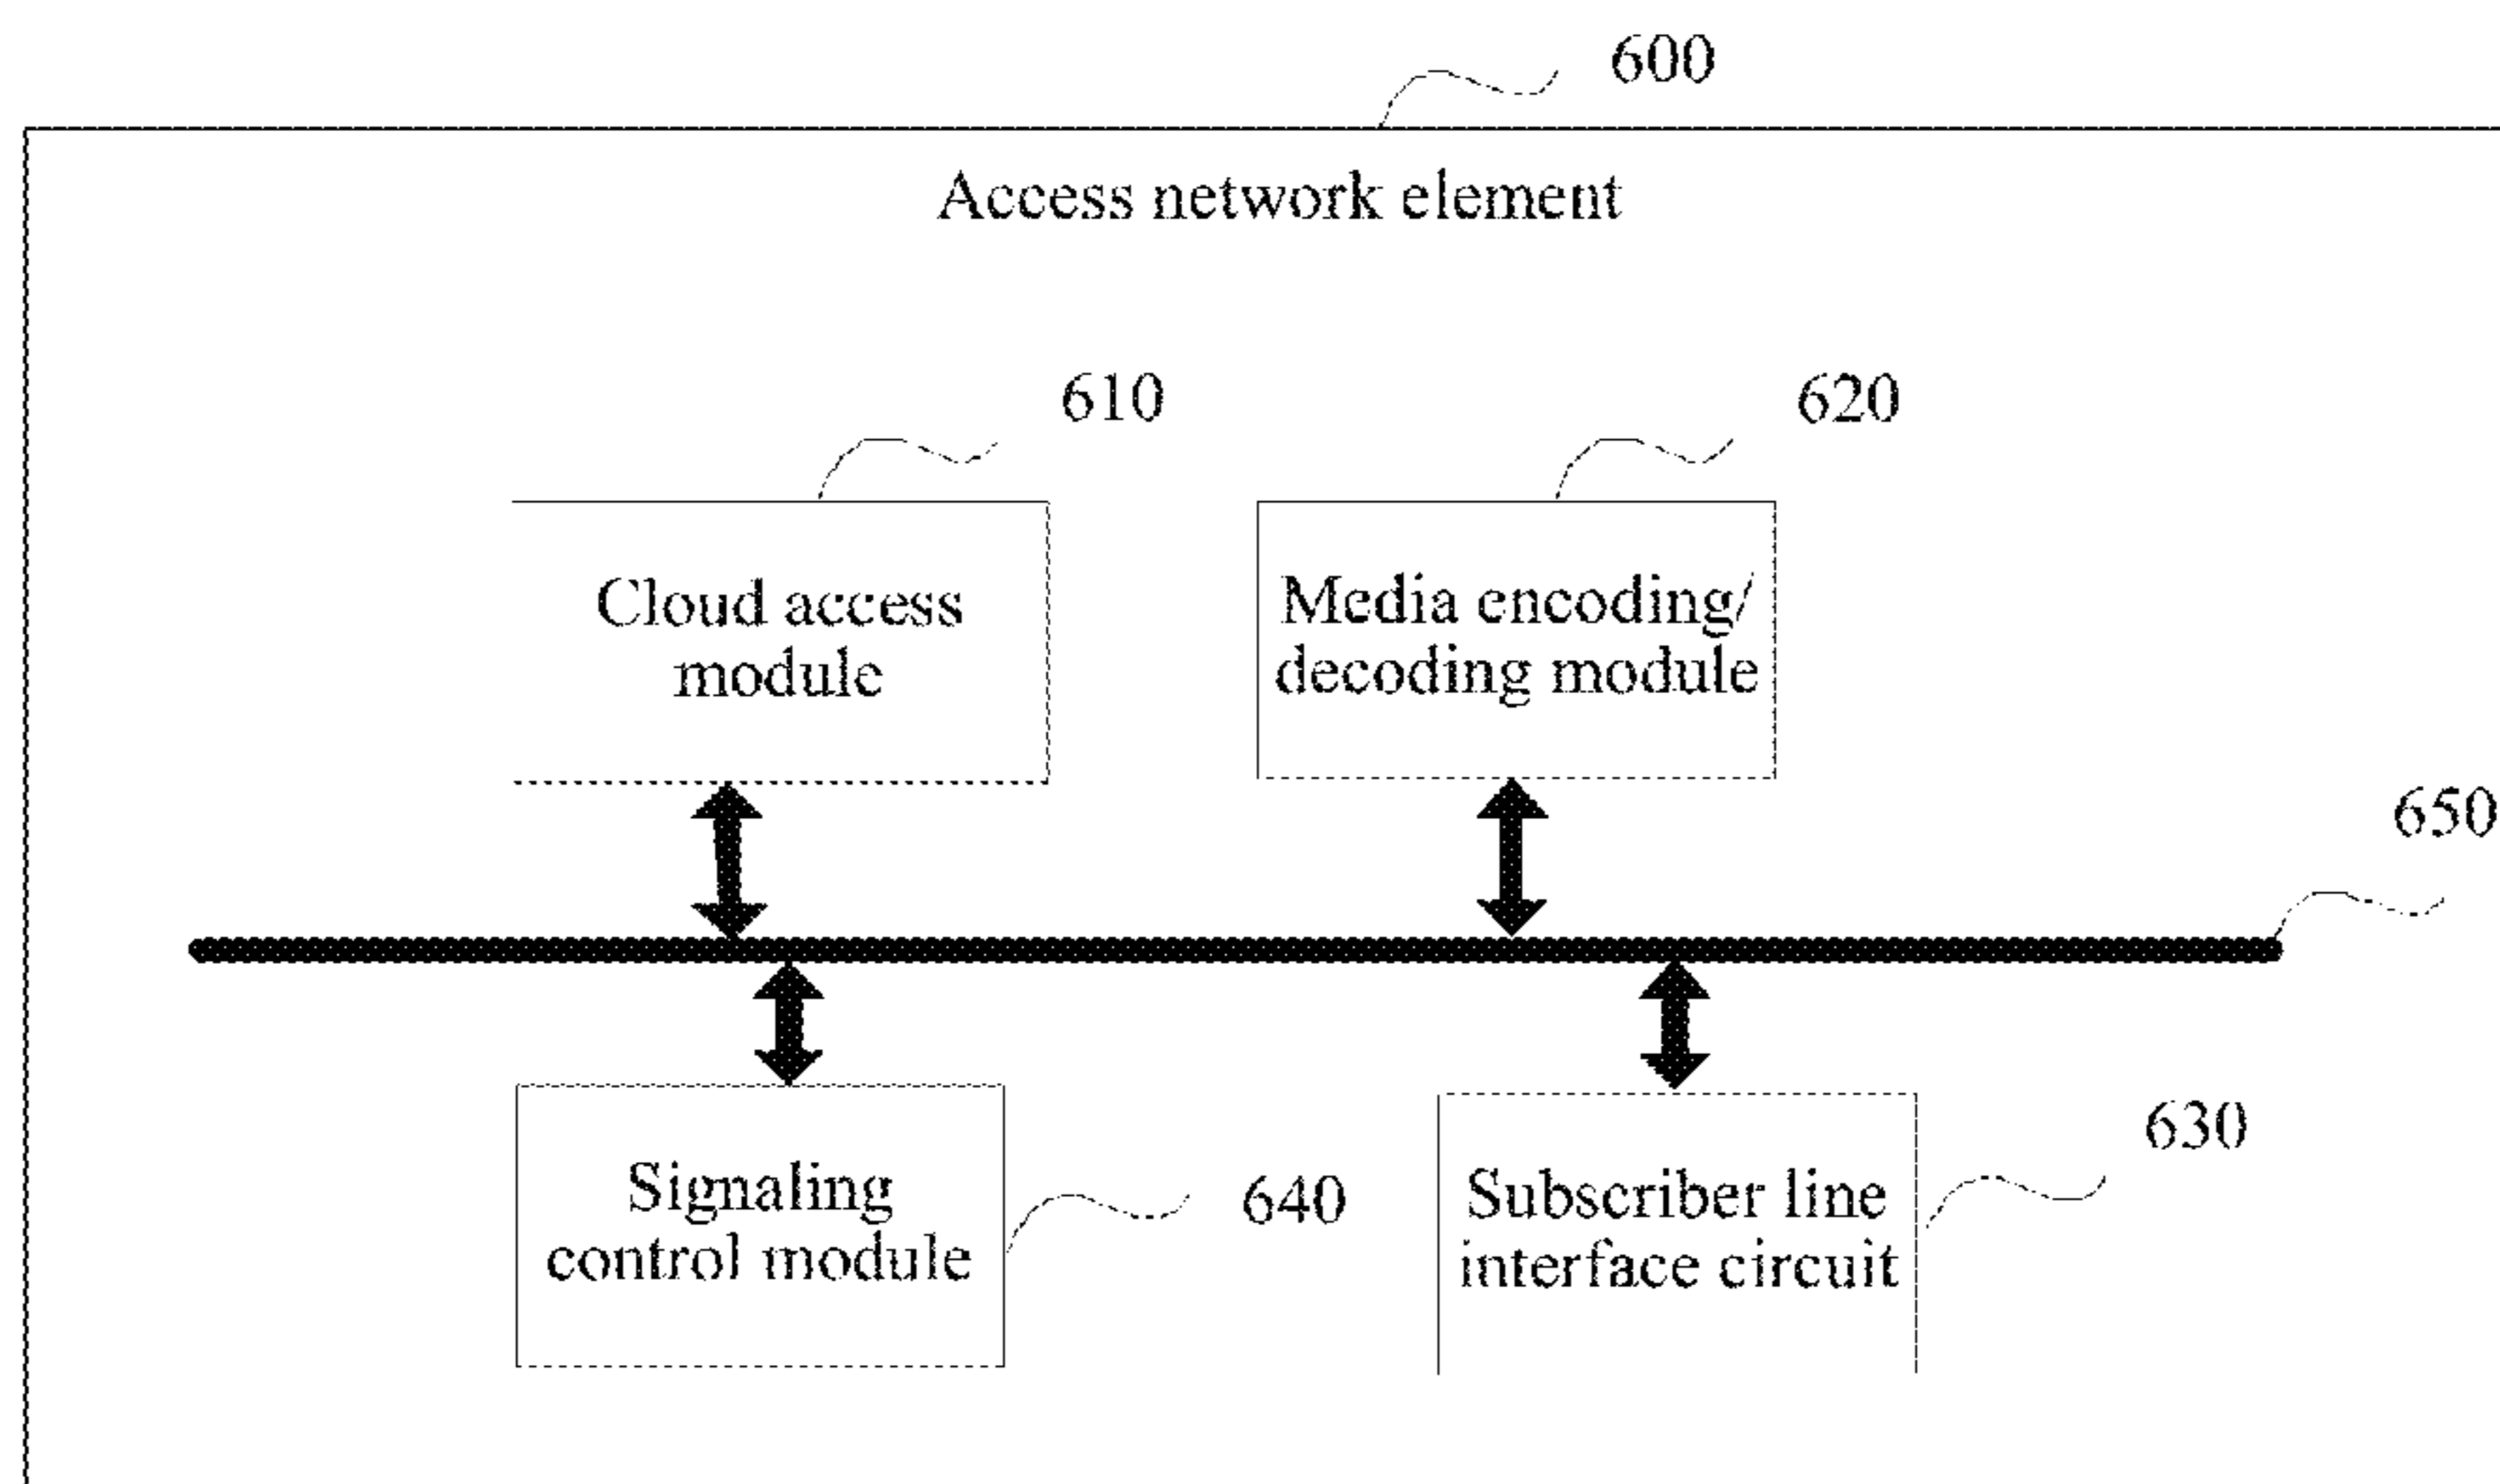 600
Access network element
610
620
Cloud access
module
Media encoding/
decoding module
650
Signaling
control module
640
Subscriber line
interface circuit
630